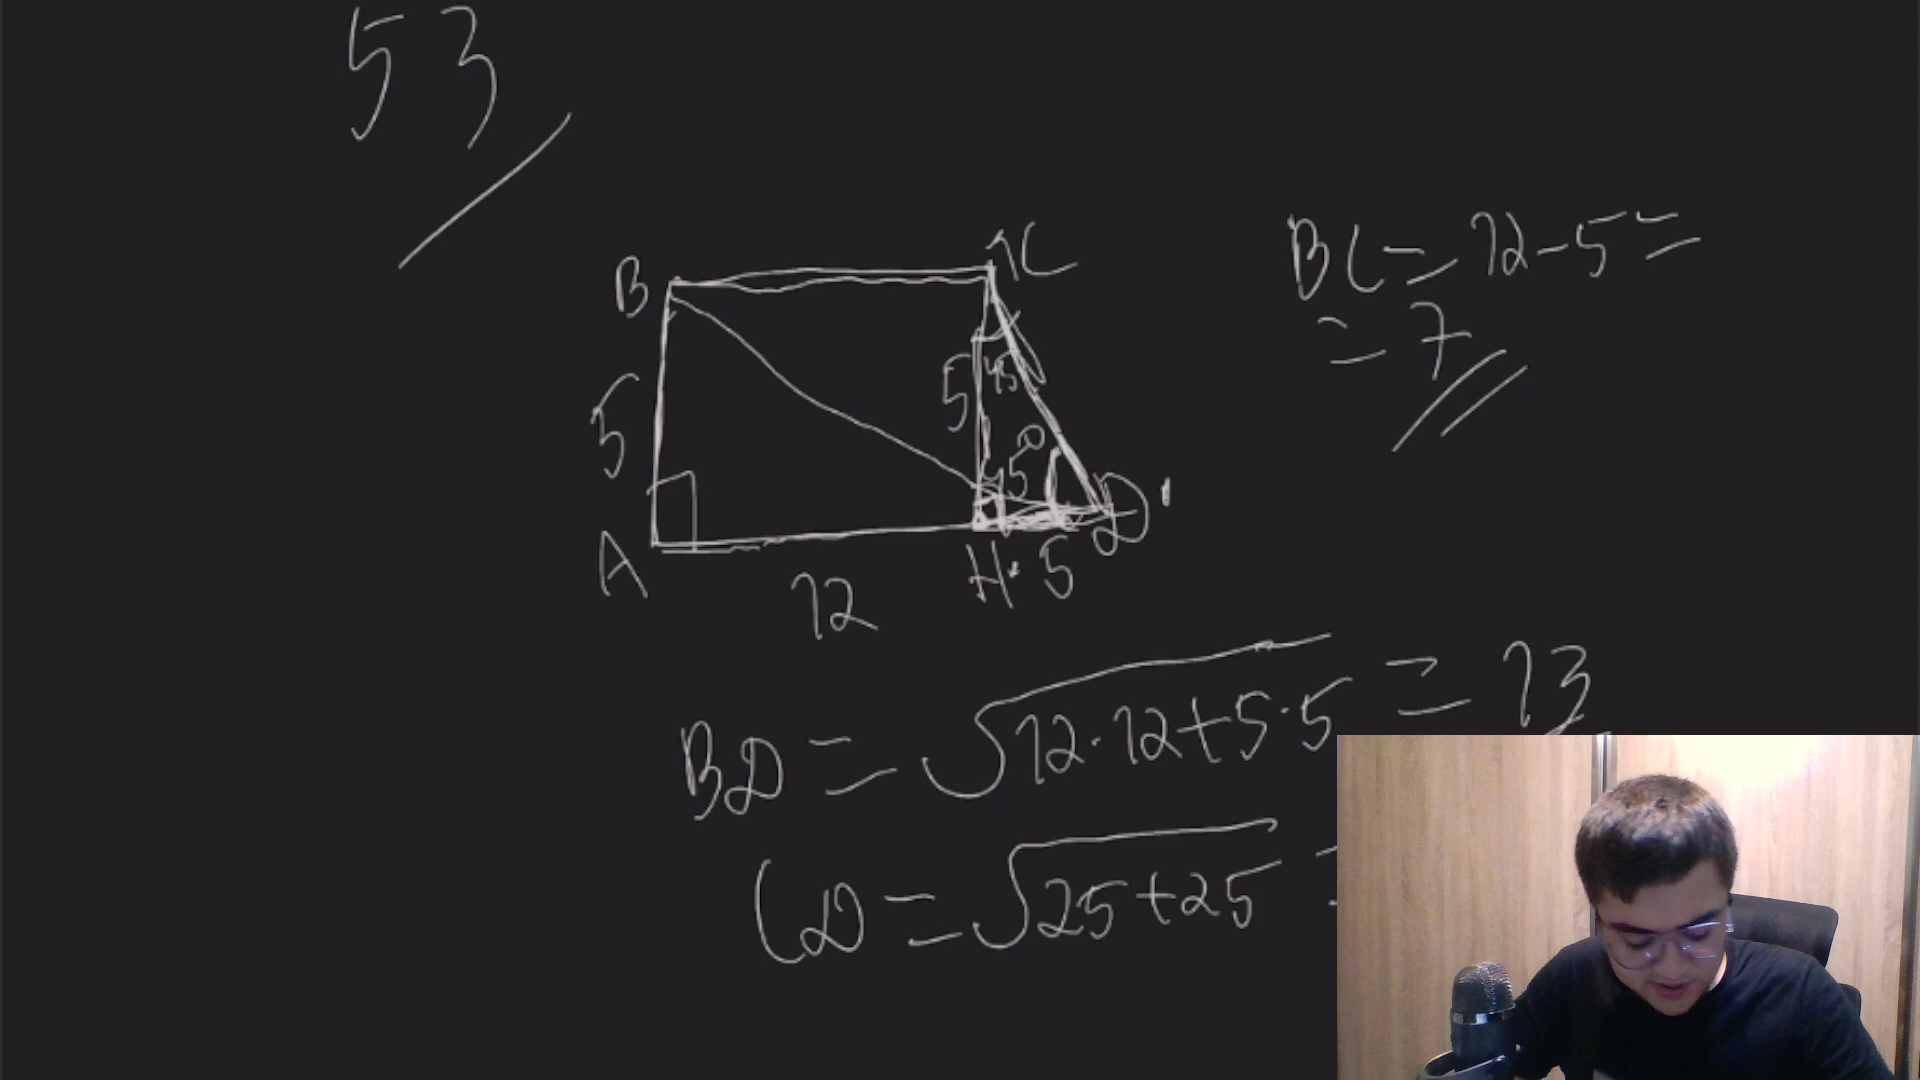 53
B C
5 5 45
45°
A H 5 D
12
BC = 12 - 5 =
= 7
BD = √12·12+5·5 = 13
CD = √25+25